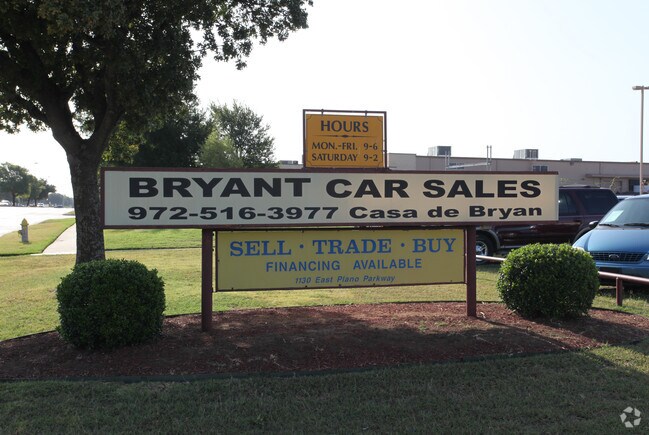 HOURS
MON.-FRI. 9-6
SATURDAY 9-2
BRYANT CAR SALES
972-516-3977 Casa de Bryan
SELL · TRADE · BUY
FINANCING AVAILABLE
1130 East Plano Parkway